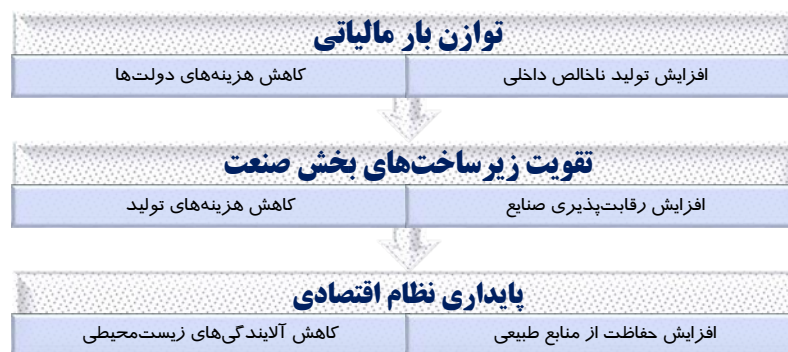 توازن بار مالیاتی
افزایش تولید ناخالص داخلی
کاهش هزینه‌های دولت‌ها
تقویت زیرساخت‌های بخش صنعت
افزایش رقابت‌پذیری صنایع
کاهش هزینه‌های تولید
پایداری نظام اقتصادی
افزایش حفاظت از منابع طبیعی
کاهش آلایندگی‌های زیست‌محیطی